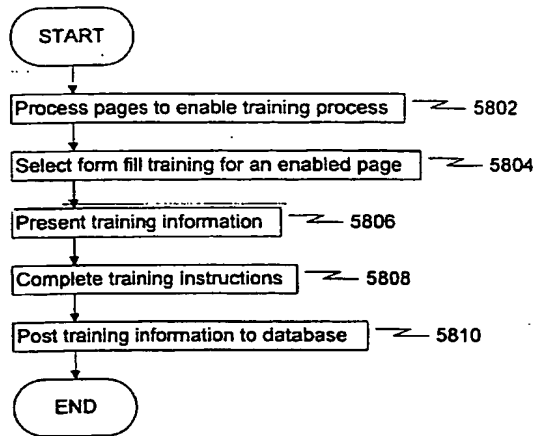 START
Process pages to enable training process 5802
Select form fill training for an enabled page 5804
Present training information 5806
Complete training instructions 5808
Post training information to database 5810
END